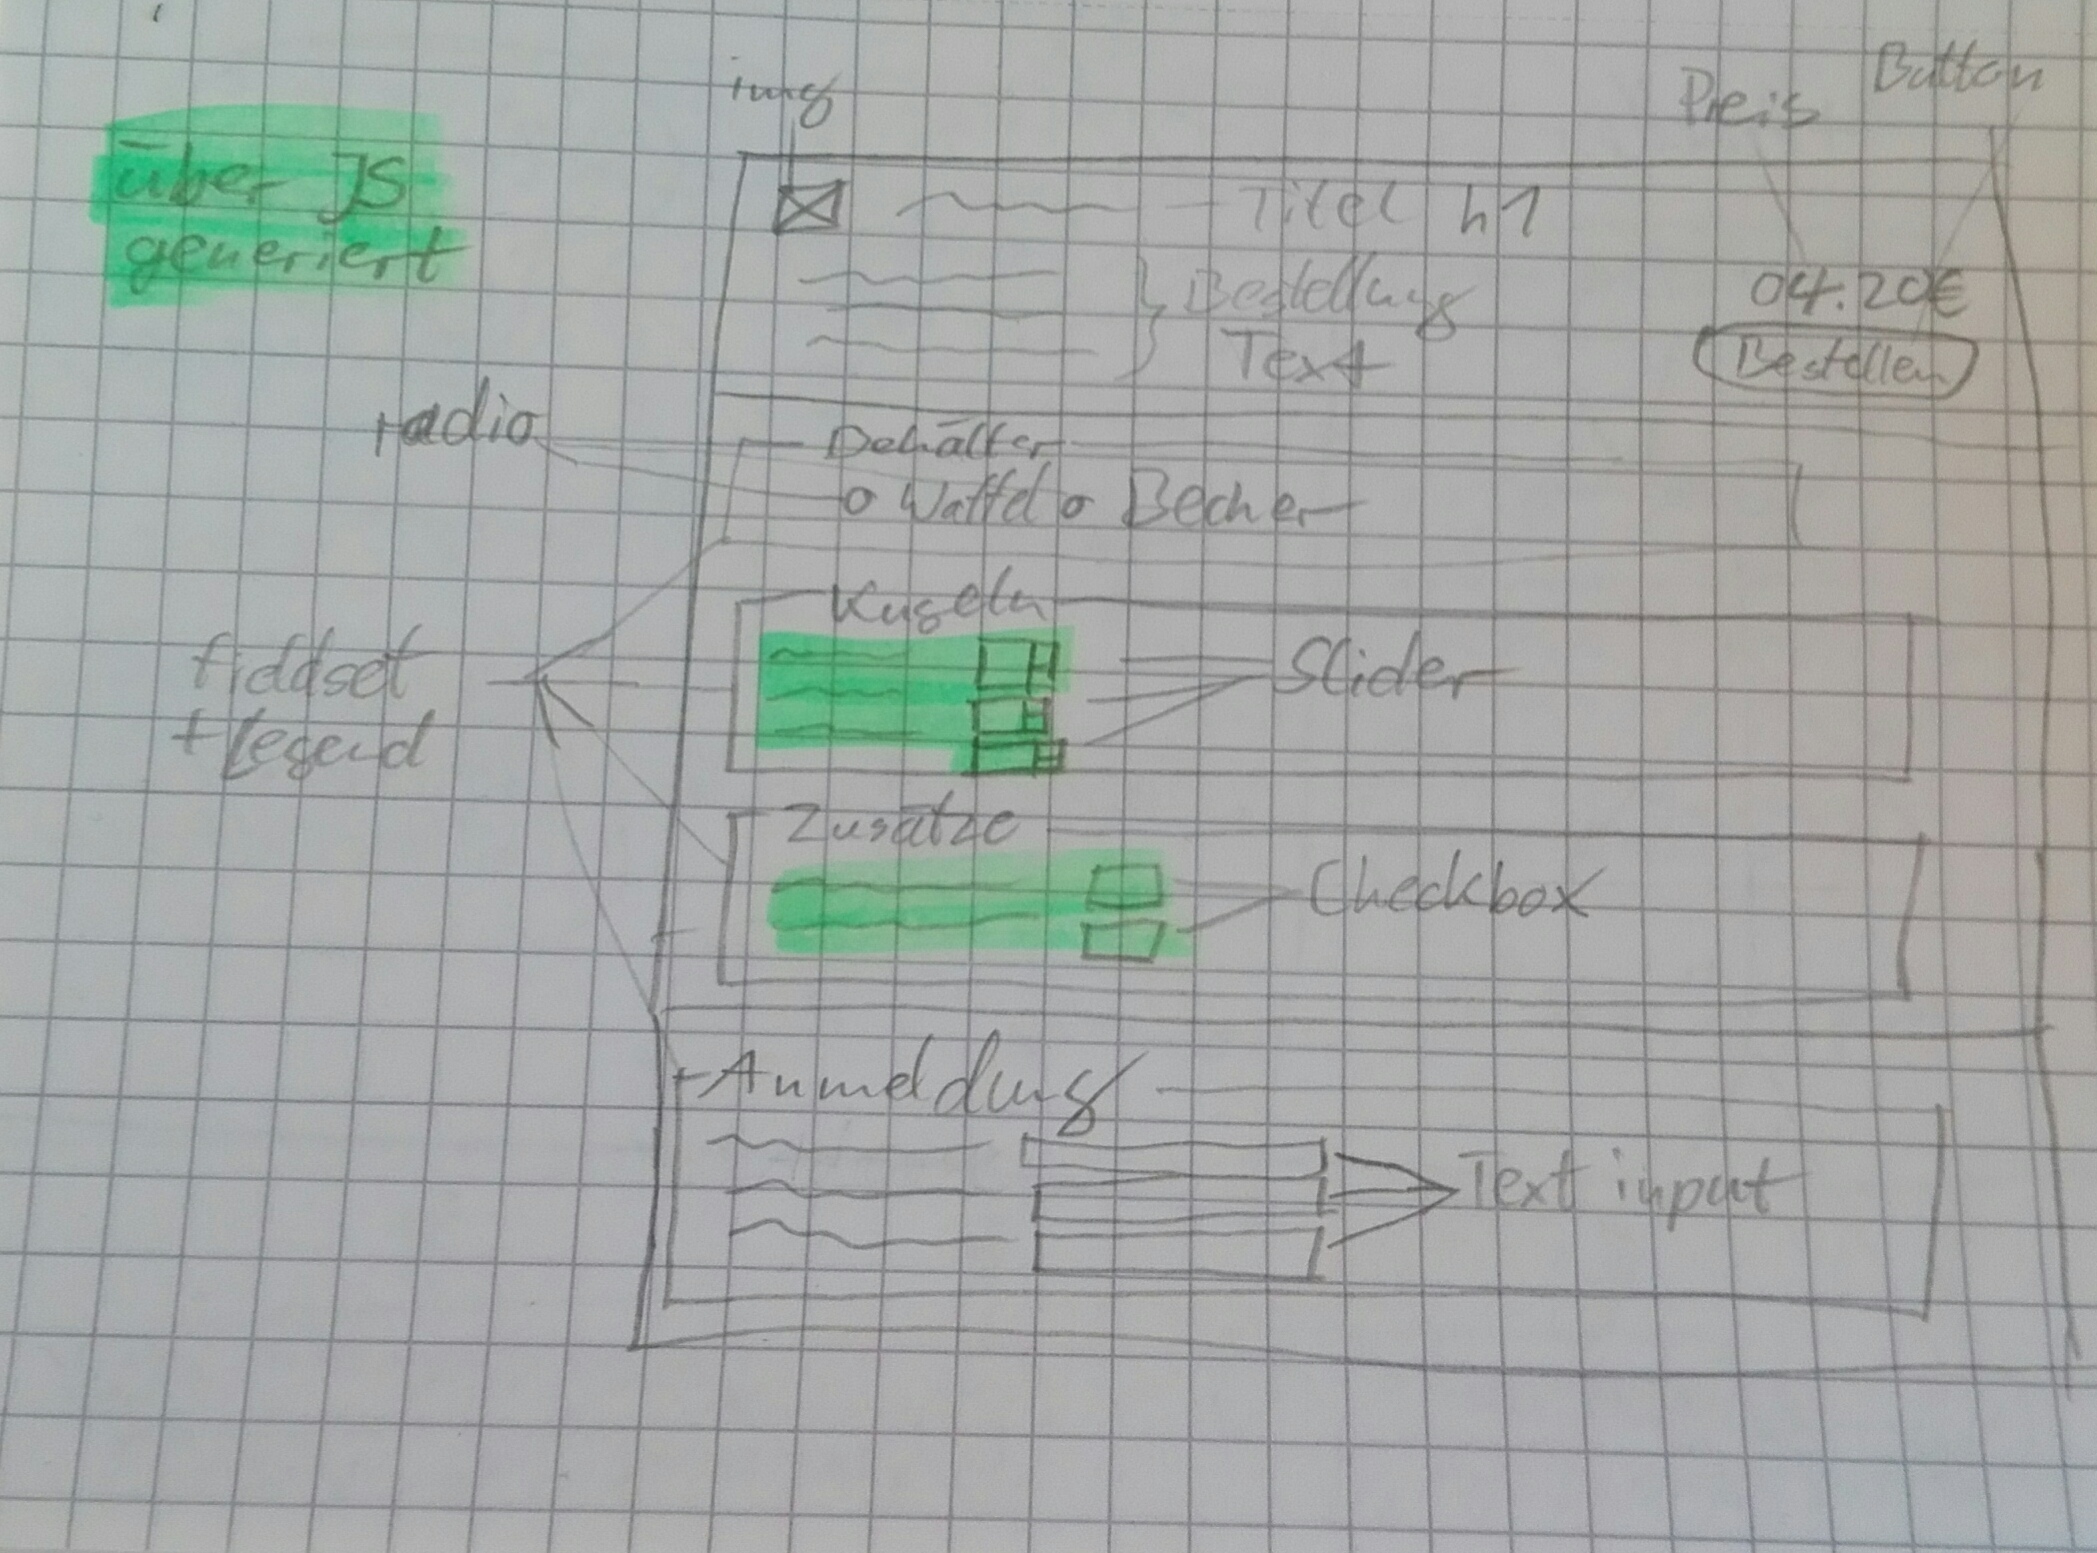 img
Preis
Button
über JS
generiert
Titel h1
Bestellung
Text
04.20€
Bestellen
radio
Behälter
o Waffel o Becher
Kugeln
fieldset
+ Legend
Slider
Zusätze
Checkbox
Anmeldung
Text input